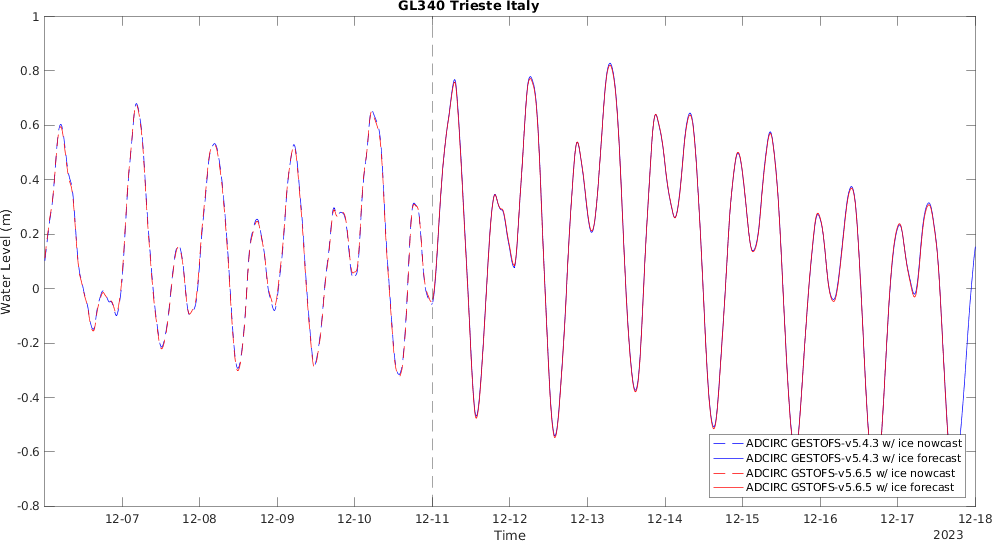 GL340 Trieste Italy
Water Level (m)
1
0.8
0.6
0.4
0.2
0
-0.2
-0.4
-0.6
-0.8
12-07 12-08 12-09 12-10 12-11 12-12 12-13 12-14 12-15 12-16 12-17 12-18
Time
2023
ADCIRC GESTOFS-v5.4.3 w/ ice nowcast
ADCIRC GESTOFS-v5.4.3 w/ ice forecast
ADCIRC GSTOFS-v5.6.5 w/ ice nowcast
ADCIRC GSTOFS-v5.6.5 w/ ice forecast